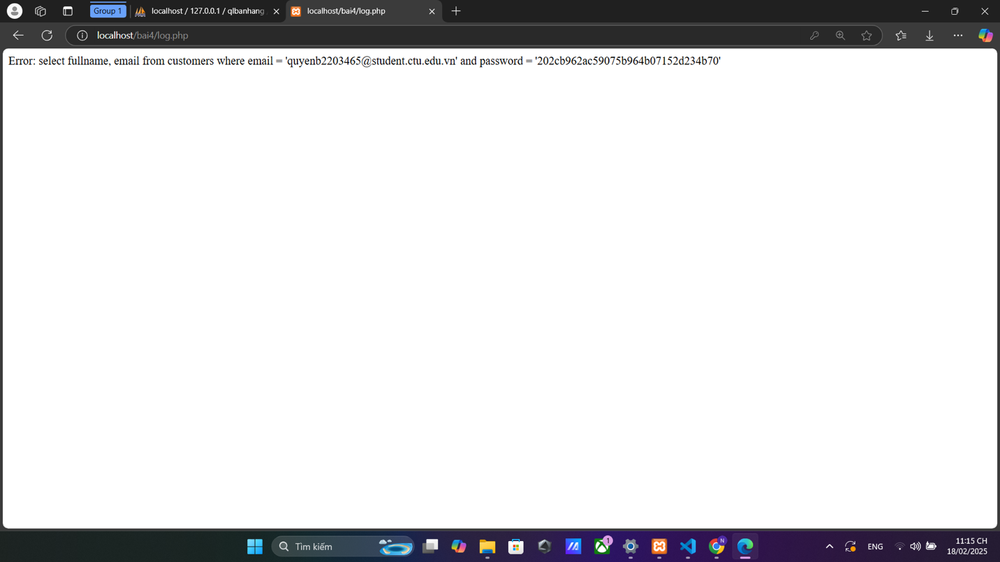 Group 1
localhost / 127.0.0.1 / qlbanhang
localhost/bai4/log.php
localhost/bai4/log.php
Error: select fullname, email from customers where email = 'quyenb2203465@student.ctu.edu.vn' and password = '202cb962ac59075b964b07152d234b70'
Tìm kiếm
1
N
ENG
11:15 CH
18/02/2025